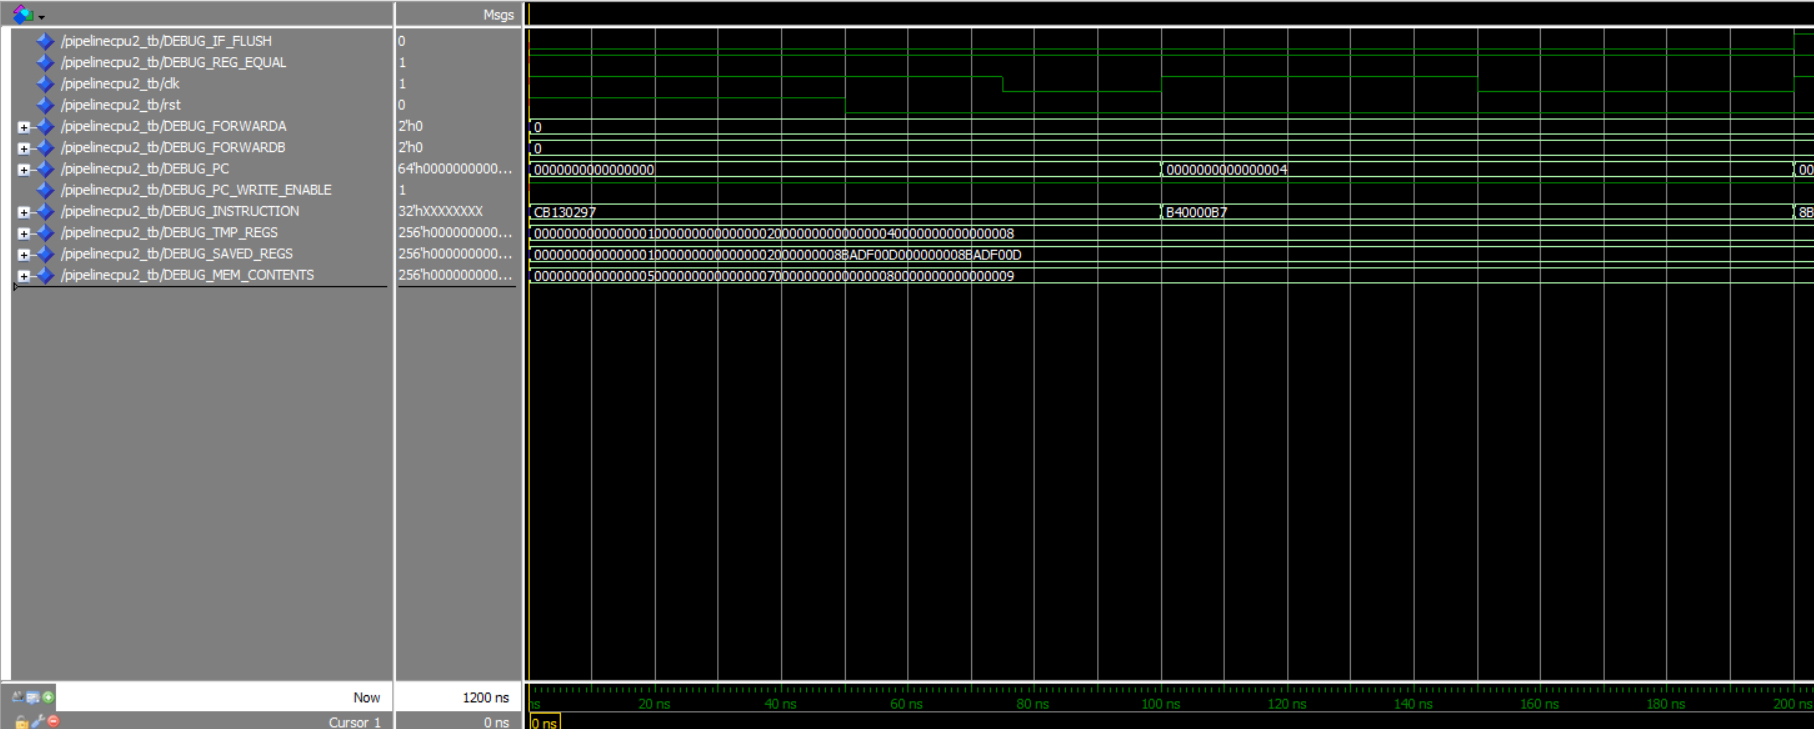 Msgs
/pipelinecpu2_tb/DEBUG_IF_FLUSH 0
/pipelinecpu2_tb/DEBUG_REG_EQUAL 1
/pipelinecpu2_tb/clk 1
/pipelinecpu2_tb/rst 0
/pipelinecpu2_tb/DEBUG_FORWARDA 2'h0 0
/pipelinecpu2_tb/DEBUG_FORWARDB 2'h0 0
/pipelinecpu2_tb/DEBUG_PC 64'h0000000000... 0000000000000000 0000000000000004 00
/pipelinecpu2_tb/DEBUG_PC_WRITE_ENABLE 1
/pipelinecpu2_tb/DEBUG_INSTRUCTION 32'hXXXXXXXX CB130297 B40000B7 8B
/pipelinecpu2_tb/DEBUG_TMP_REGS 256'h000000000... 0000000000000001000000000000000200000000000000040000000000000008
/pipelinecpu2_tb/DEBUG_SAVED_REGS 256'h000000000... 00000000000000010000000000000002000000008BADF00D000000008BADF00D
/pipelinecpu2_tb/DEBUG_MEM_CONTENTS 256'h000000000... 0000000000000005000000000000000700000000000000080000000000000009
Now 1200 ns ns 20 ns 40 ns 60 ns 80 ns 100 ns 120 ns 140 ns 160 ns 180 ns 200 ns
Cursor 1 0 ns 0 ns